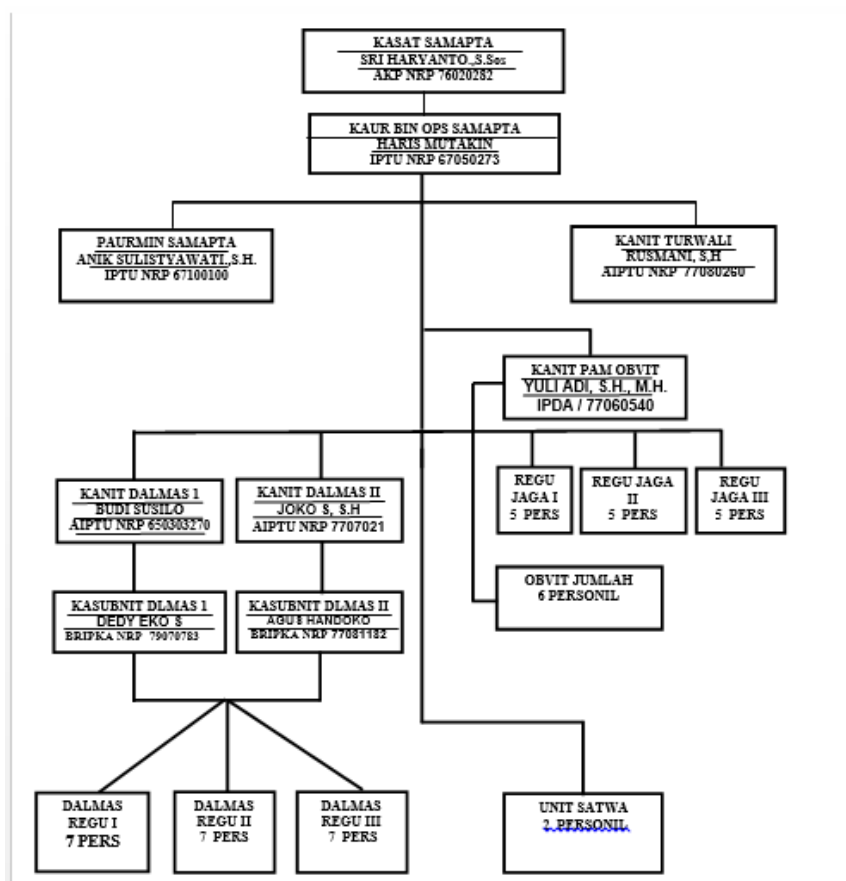 KASAT SAMAPTA
SRI HARYANTO.,S.Sos
AKP NRP 76020282
KAUR BIN OPS SAMAPTA
HARIS MUTAKIN
IPTU NRP 67050273
PAURMIN SAMAPTA
ANIK SULISTYAWATI.,S.H.
IPTU NRP 67100100
KANIT TURWALI
RUSMANI, S,H
AIPTU NRP 77080260
KANIT PAM OBVIT
YULI ADI, S.H., M.H.
IPDA / 77060540
KANIT DALMAS 1
BUDI SUSILO
AIPTU NRP 650303270
KANIT DALMAS II
JOKO S, S.H
AIPTU NRP 7707021
REGU
JAGA I
5 PERS
REGU JAGA
II
5 PERS
REGU
JAGA III
5 PERS
OBVIT JUMLAH
6 PERSONIL
KASUBNIT DLMAS 1
DEDY EKO S
BRIPKA NRP 79070783
KASUBNIT DLMAS II
AGUS HANDOKO
BRIPKA NRP 77081182
DALMAS
REGU I
7 PERS
DALMAS
REGU II
7 PERS
DALMAS
REGU III
7 PERS
UNIT SATWA
2 PERSONIL